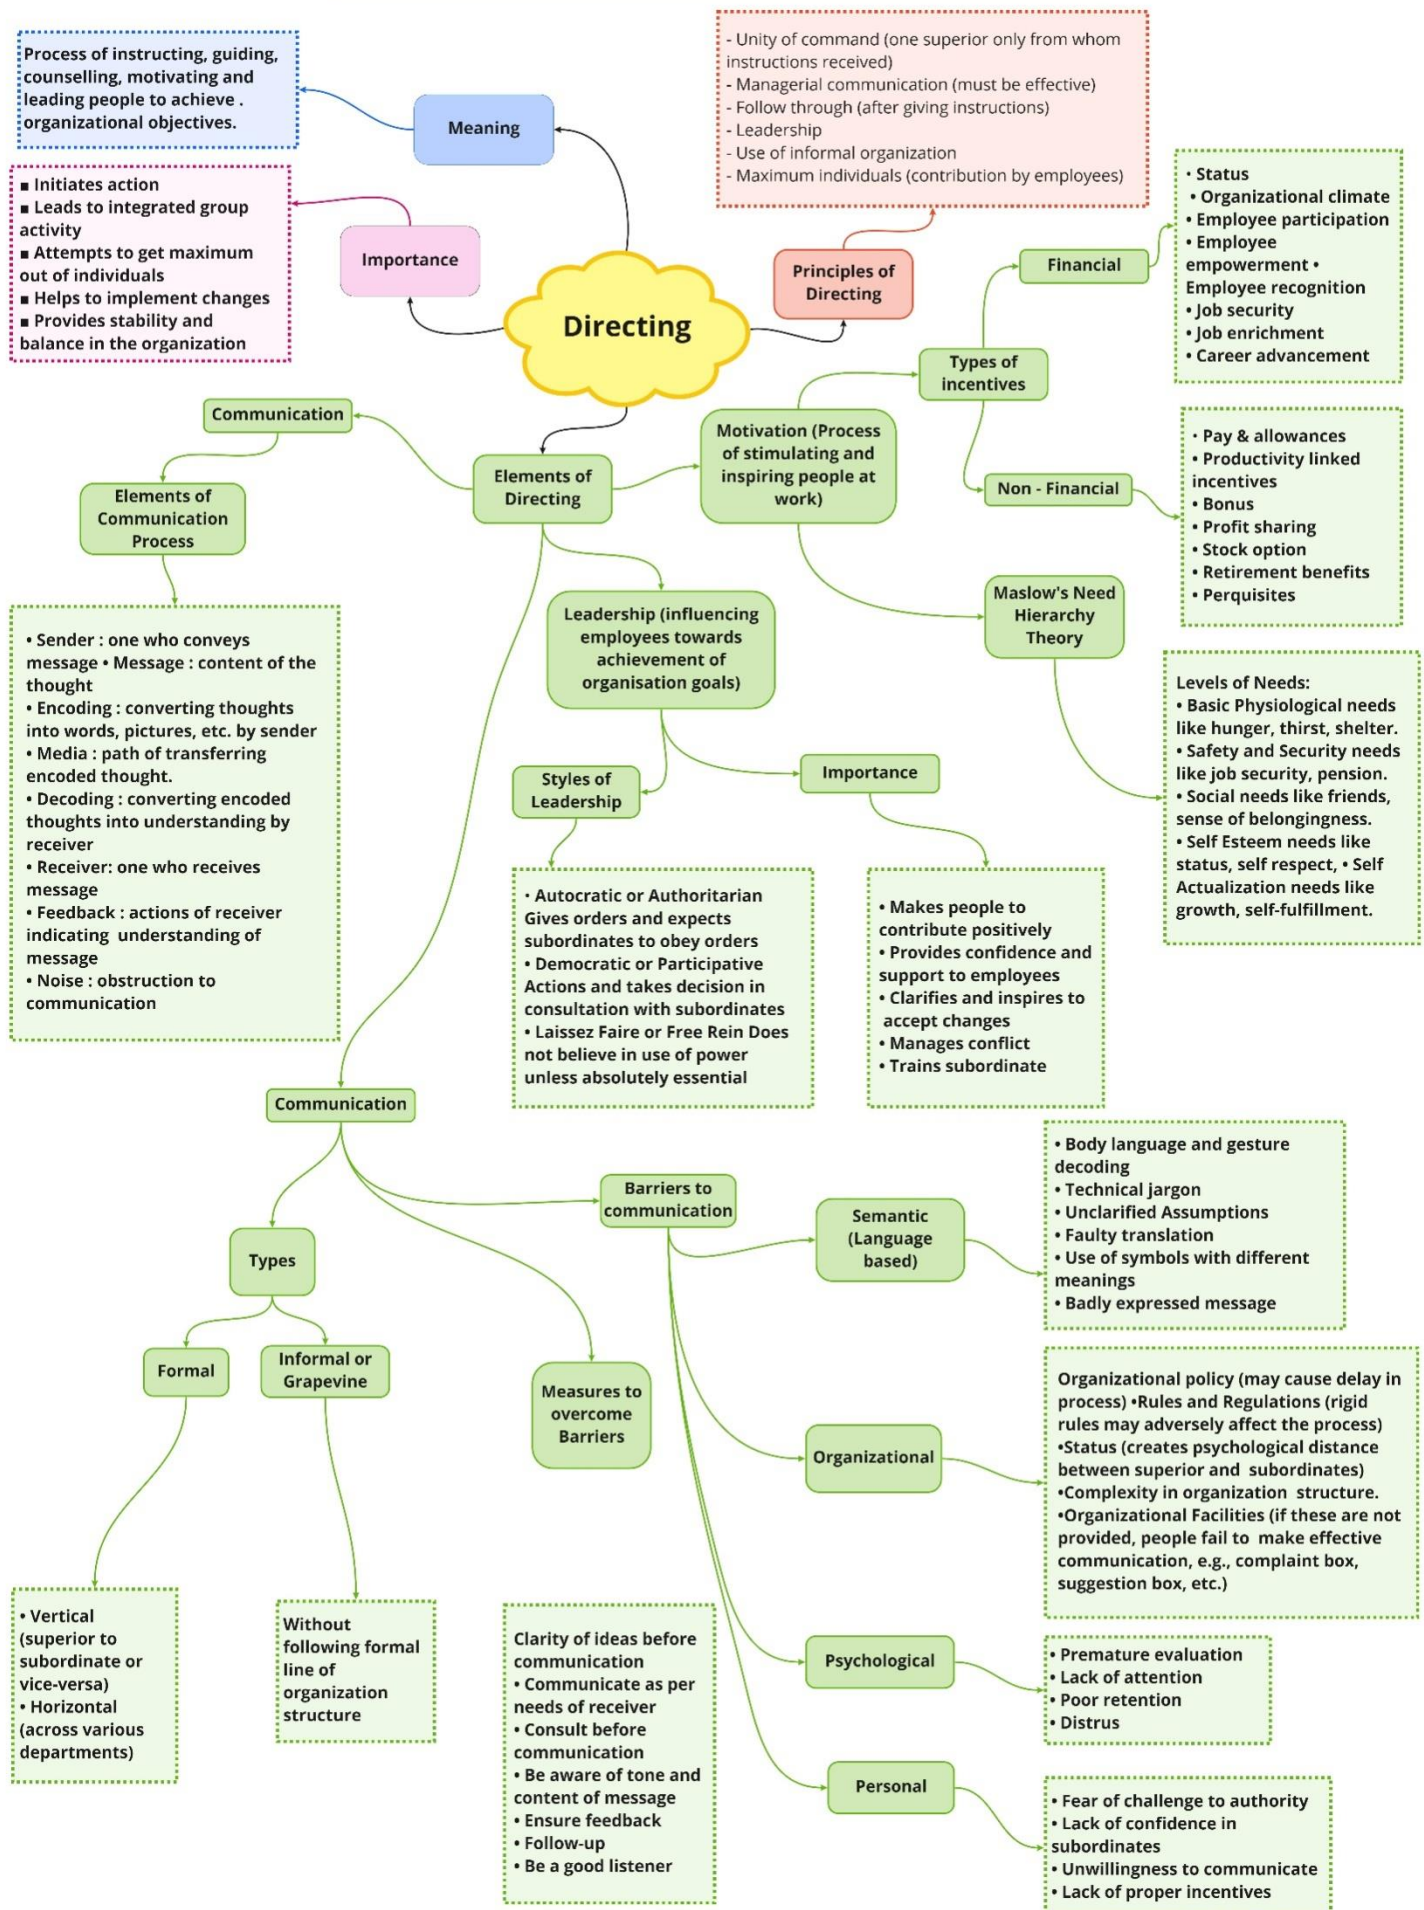 Process of instructing, guiding,
counselling, motivating and
leading people to achieve .
organizational objectives.
Meaning
- Unity of command (one superior only from whom
instructions received)
- Managerial communication (must be effective)
- Follow through (after giving instructions)
- Leadership
- Use of informal organization
- Maximum individuals (contribution by employees)
■ Initiates action
■ Leads to integrated group
activity
■ Attempts to get maximum
out of individuals
■ Helps to implement changes
■ Provides stability and
balance in the organization
Importance
Directing
Principles of
Directing
Financial
• Status
• Organizational climate
• Employee participation
• Employee
empowerment •
Employee recognition
• Job security
• Job enrichment
• Career advancement
Types of
incentives
Communication
Elements of
Directing
Motivation (Process
of stimulating and
inspiring people at
work)
Non - Financial
• Pay & allowances
• Productivity linked
incentives
• Bonus
• Profit sharing
• Stock option
• Retirement benefits
• Perquisites
Elements of
Communication
Process
Maslow's Need
Hierarchy
Theory
Leadership (influencing
employees towards
achievement of
organisation goals)
• Sender : one who conveys
message • Message : content of the
thought
• Encoding : converting thoughts
into words, pictures, etc. by sender
• Media : path of transferring
encoded thought.
• Decoding : converting encoded
thoughts into understanding by
receiver
• Receiver: one who receives
message
• Feedback : actions of receiver
indicating understanding of
message
• Noise : obstruction to
communication
Levels of Needs:
• Basic Physiological needs
like hunger, thirst, shelter.
• Safety and Security needs
like job security, pension.
• Social needs like friends,
sense of belongingness.
• Self Esteem needs like
status, self respect, • Self
Actualization needs like
growth, self-fulfillment.
Styles of
Leadership
Importance
• Autocratic or Authoritarian
Gives orders and expects
subordinates to obey orders
• Democratic or Participative
Actions and takes decision in
consultation with subordinates
• Laissez Faire or Free Rein Does
not believe in use of power
unless absolutely essential
• Makes people to
contribute positively
• Provides confidence and
support to employees
• Clarifies and inspires to
accept changes
• Manages conflict
• Trains subordinate
Communication
Types
Barriers to
communication
Semantic
(Language
based)
• Body language and gesture
decoding
• Technical jargon
• Unclarified Assumptions
• Faulty translation
• Use of symbols with different
meanings
• Badly expressed message
Formal
Informal or
Grapevine
Measures to
overcome
Barriers
Organizational
Organizational policy (may cause delay in
process) •Rules and Regulations (rigid
rules may adversely affect the process)
•Status (creates psychological distance
between superior and subordinates)
•Complexity in organization structure.
•Organizational Facilities (if these are not
provided, people fail to make effective
communication, e.g., complaint box,
suggestion box, etc.)
• Vertical
(superior to
subordinate or
vice-versa)
• Horizontal
(across various
departments)
Without
following formal
line of
organization
structure
Clarity of ideas before
communication
• Communicate as per
needs of receiver
• Consult before
communication
• Be aware of tone and
content of message
• Ensure feedback
• Follow-up
• Be a good listener
Psychological
• Premature evaluation
• Lack of attention
• Poor retention
• Distrus
Personal
• Fear of challenge to authority
• Lack of confidence in
subordinates
• Unwillingness to communicate
• Lack of proper incentives